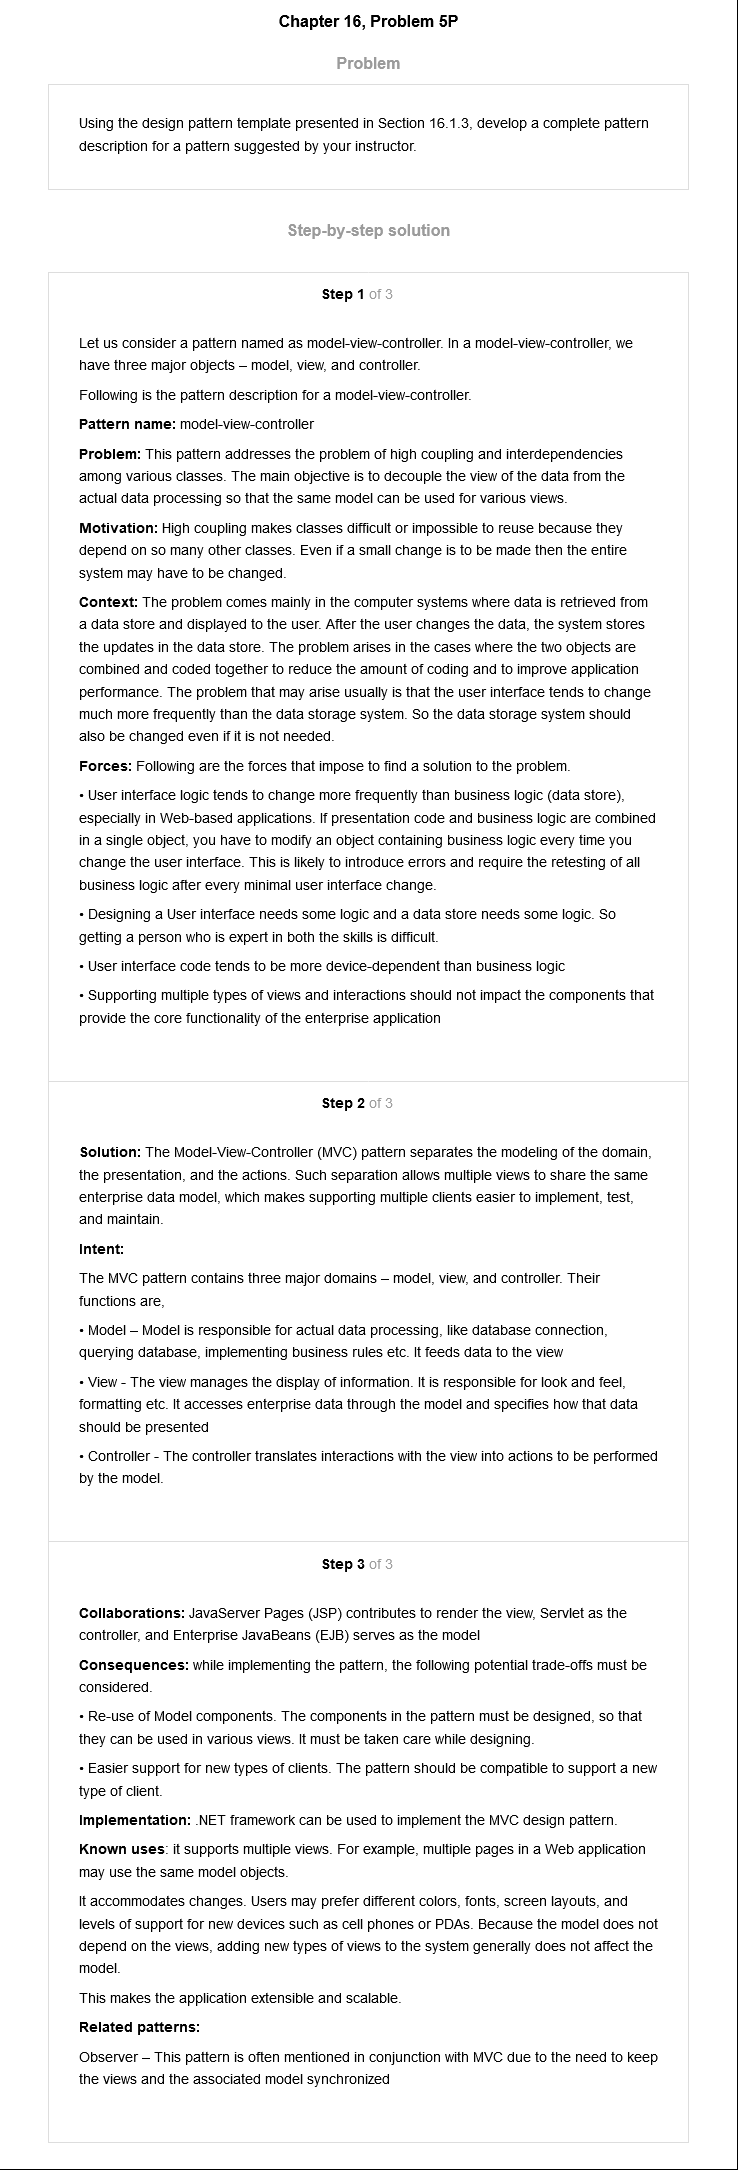 Chapter 16, Problem 5P
Problem
Using the design pattern template presented in Section 16.1.3, develop a complete pattern
description for a pattern suggested by your instructor.
Step-by-step solution
Step 1 of 3
Let us consider a pattern named as model-view-controller. In a model-view-controller, we
have three major objects – model, view, and controller.
Following is the pattern description for a model-view-controller.
Pattern name: model-view-controller
Problem: This pattern addresses the problem of high coupling and interdependencies
among various classes. The main objective is to decouple the view of the data from the
actual data processing so that the same model can be used for various views.
Motivation: High coupling makes classes difficult or impossible to reuse because they
depend on so many other classes. Even if a small change is to be made then the entire
system may have to be changed.
Context: The problem comes mainly in the computer systems where data is retrieved from
a data store and displayed to the user. After the user changes the data, the system stores
the updates in the data store. The problem arises in the cases where the two objects are
combined and coded together to reduce the amount of coding and to improve application
performance. The problem that may arise usually is that the user interface tends to change
much more frequently than the data storage system. So the data storage system should
also be changed even if it is not needed.
Forces: Following are the forces that impose to find a solution to the problem.
• User interface logic tends to change more frequently than business logic (data store),
especially in Web-based applications. If presentation code and business logic are combined
in a single object, you have to modify an object containing business logic every time you
change the user interface. This is likely to introduce errors and require the retesting of all
business logic after every minimal user interface change.
• Designing a User interface needs some logic and a data store needs some logic. So
getting a person who is expert in both the skills is difficult.
• User interface code tends to be more device-dependent than business logic
• Supporting multiple types of views and interactions should not impact the components that
provide the core functionality of the enterprise application
Step 2 of 3
Solution: The Model-View-Controller (MVC) pattern separates the modeling of the domain,
the presentation, and the actions. Such separation allows multiple views to share the same
enterprise data model, which makes supporting multiple clients easier to implement, test,
and maintain.
Intent:
The MVC pattern contains three major domains – model, view, and controller. Their
functions are,
• Model – Model is responsible for actual data processing, like database connection,
querying database, implementing business rules etc. It feeds data to the view
• View - The view manages the display of information. It is responsible for look and feel,
formatting etc. It accesses enterprise data through the model and specifies how that data
should be presented
• Controller - The controller translates interactions with the view into actions to be performed
by the model.
Step 3 of 3
Collaborations: JavaServer Pages (JSP) contributes to render the view, Servlet as the
controller, and Enterprise JavaBeans (EJB) serves as the model
Consequences: while implementing the pattern, the following potential trade-offs must be
considered.
• Re-use of Model components. The components in the pattern must be designed, so that
they can be used in various views. It must be taken care while designing.
• Easier support for new types of clients. The pattern should be compatible to support a new
type of client.
Implementation: .NET framework can be used to implement the MVC design pattern.
Known uses: it supports multiple views. For example, multiple pages in a Web application
may use the same model objects.
It accommodates changes. Users may prefer different colors, fonts, screen layouts, and
levels of support for new devices such as cell phones or PDAs. Because the model does not
depend on the views, adding new types of views to the system generally does not affect the
model.
This makes the application extensible and scalable.
Related patterns:
Observer – This pattern is often mentioned in conjunction with MVC due to the need to keep
the views and the associated model synchronized